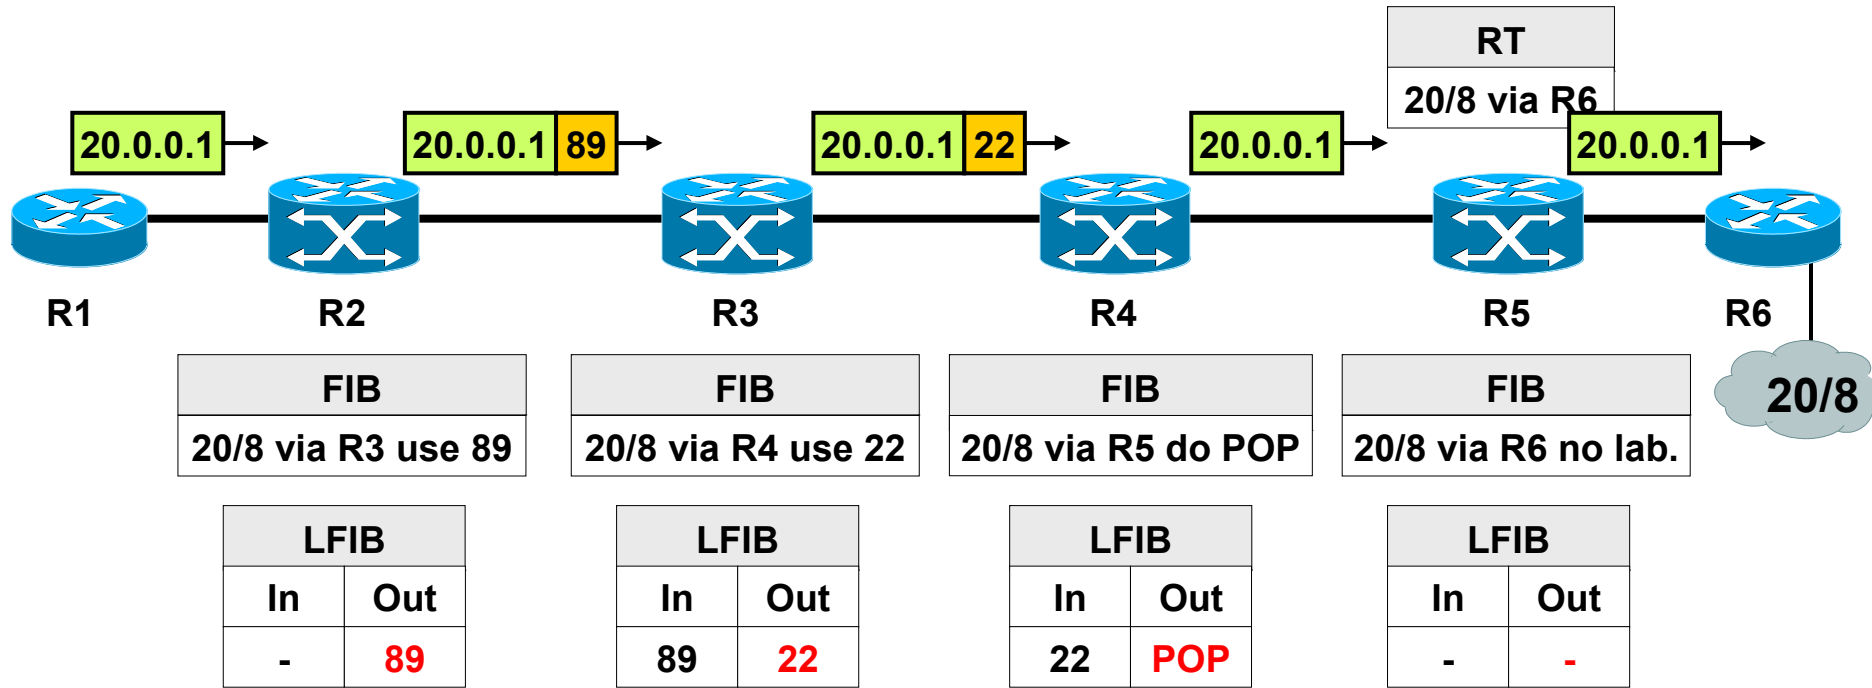 RT
20/8 via R6
20.0.0.1
20.0.0.1 89
20.0.0.1 22
20.0.0.1
20.0.0.1
R1
R2
R3
R4
R5
R6
20/8
FIB
20/8 via R3 use 89
FIB
20/8 via R4 use 22
FIB
20/8 via R5 do POP
FIB
20/8 via R6 no lab.
LFIB
In Out
- 89
LFIB
In Out
89 22
LFIB
In Out
22 POP
LFIB
In Out
- -